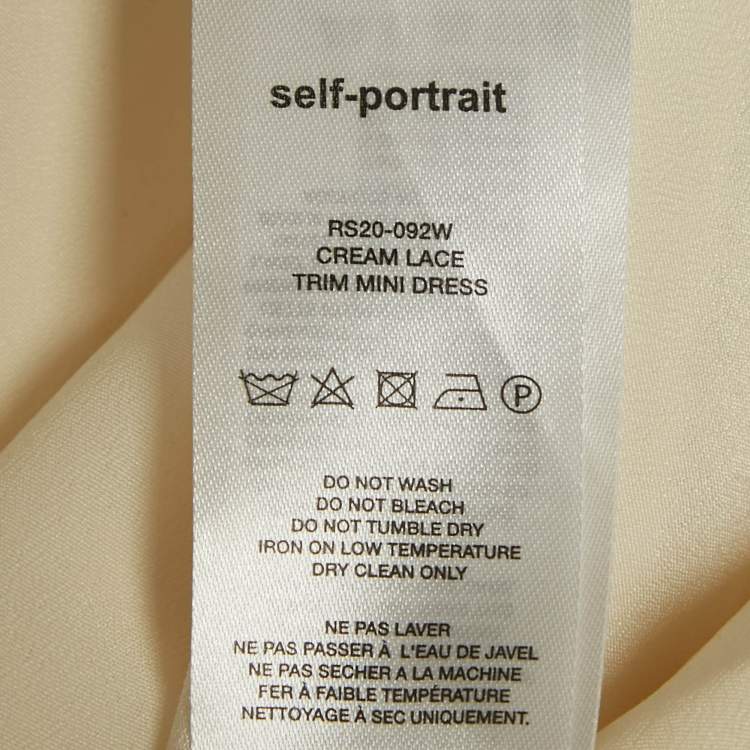 self-portrait
RS20-092W
CREAM LACE
TRIM MINI DRESS
P
DO NOT WASH
DO NOT BLEACH
DO NOT TUMBLE DRY
IRON ON LOW TEMPERATURE
DRY CLEAN ONLY
NE PAS LAVER
NE PAS PASSER À L'EAU DE JAVEL
NE PAS SECHER A LA MACHINE
FER À FAIBLE TEMPÉRATURE
NETTOYAGE À SEC UNIQUEMENT.